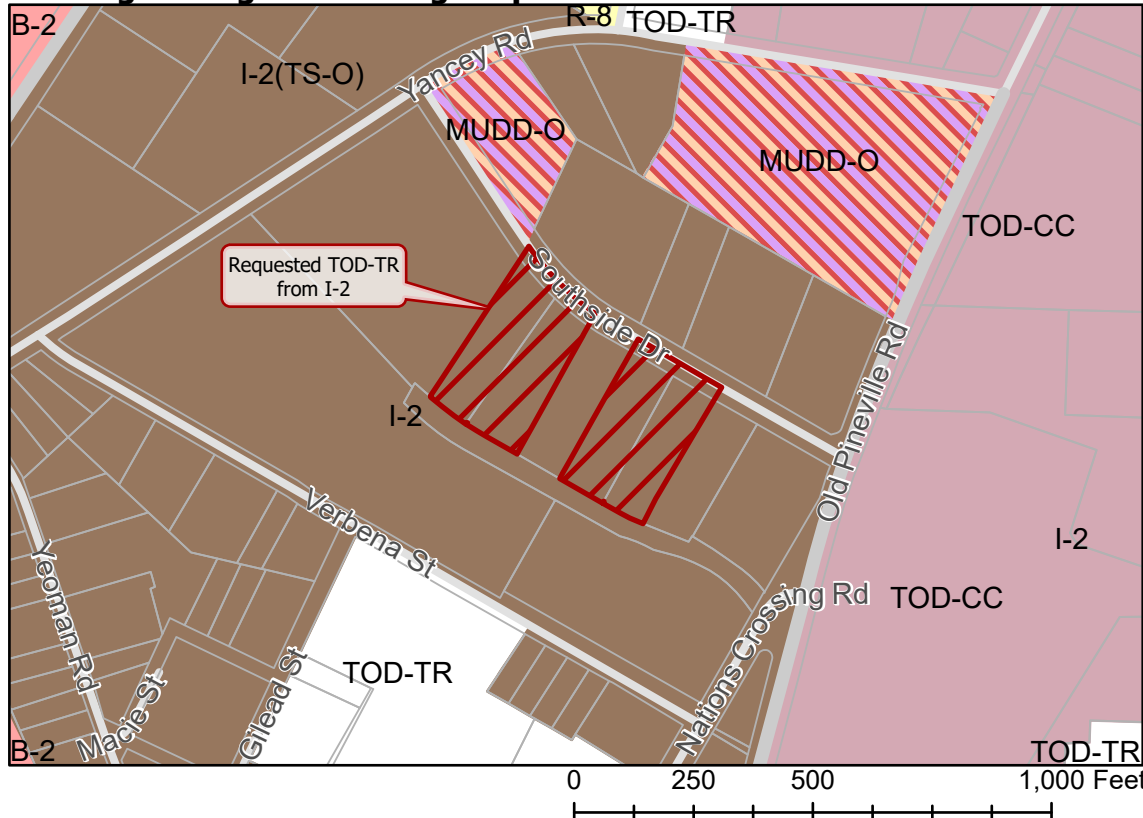 B-2
R-8
TOD-TR
I-2(TS-O)
Yancey Rd
MUDD-O
MUDD-O
TOD-CC
Requested TOD-TR
from I-2
Southside Dr
I-2
Old Pineville Rd
Verbena St
I-2
Yeoman Rd
Nations Crossing Rd
TOD-CC
TOD-TR
Macie St
Gilead St
B-2
TOD-TR
0 250 500 1,000 Feet